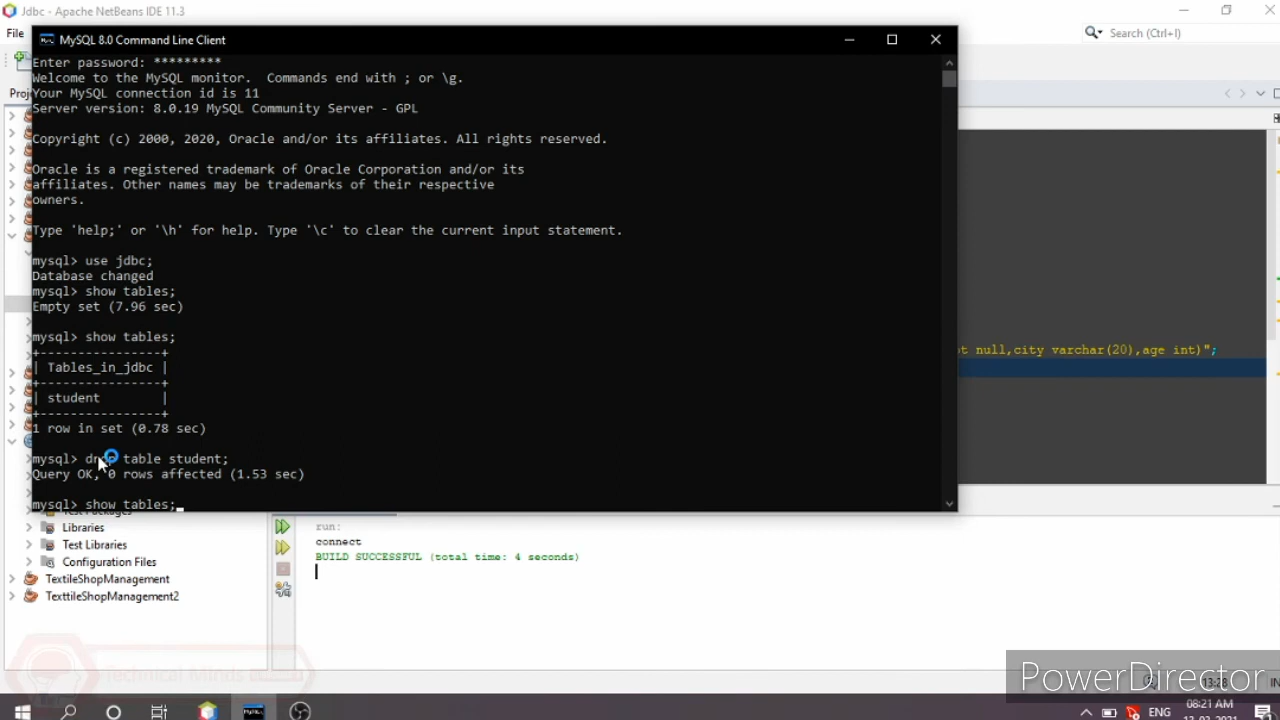 Jdbc - Apache NetBeans IDE 11.3
File
Search (Ctrl+I)
MySQL 8.0 Command Line Client
Enter password: *********
Welcome to the MySQL monitor.  Commands end with ; or \g.
Your MySQL connection id is 11
Server version: 8.0.19 MySQL Community Server - GPL
Copyright (c) 2000, 2020, Oracle and/or its affiliates. All rights reserved.
Oracle is a registered trademark of Oracle Corporation and/or its
affiliates. Other names may be trademarks of their respective
owners.
Type 'help;' or '\h' for help. Type '\c' to clear the current input statement.
mysql> use jdbc;
Database changed
mysql> show tables;
Empty set (7.96 sec)
mysql> show tables;
+----------------+
| Tables_in_jdbc |
+----------------+
| student        |
+----------------+
1 row in set (0.78 sec)
mysql> drop table student;
Query OK, 0 rows affected (1.53 sec)
mysql> show tables;
null,city varchar(20),age int)";
Libraries
Test Libraries
Configuration Files
TextileShopManagement
TexttileShopManagement2
run:
connect
BUILD SUCCESSFUL (total time: 4 seconds)
Technical Minds
PowerDirector
13:28
ENG
08:21 AM